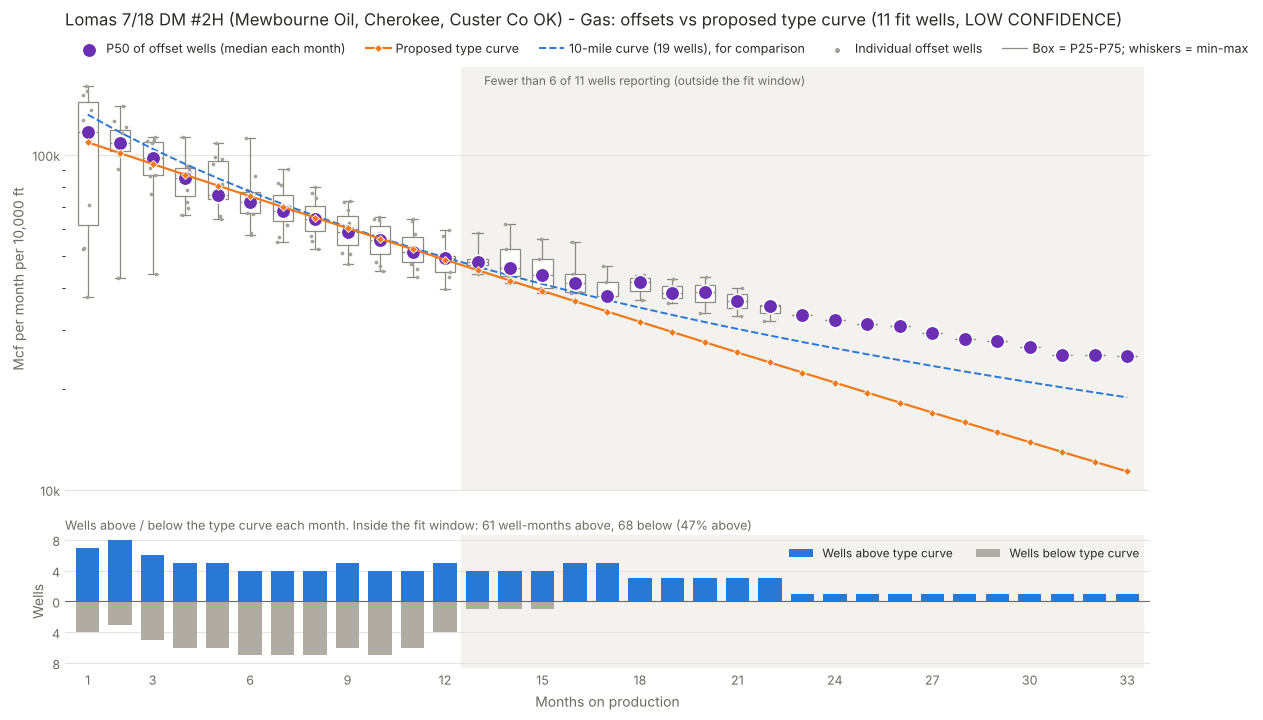 Lomas 7/18 DM #2H (Mewbourne Oil, Cherokee, Custer Co OK) - Gas: offsets vs proposed type curve (11 fit wells, LOW CONFIDENCE)
P50 of offset wells (median each month)
Proposed type curve
10-mile curve (19 wells), for comparison
Individual offset wells
Box = P25-P75; whiskers = min-max
Fewer than 6 of 11 wells reporting (outside the fit window)
100k
10k
Mcf per month per 10,000 ft
Wells above / below the type curve each month. Inside the fit window: 61 well-months above, 68 below (47% above)
Wells above type curve
Wells below type curve
8
4
0
4
8
Wells
1 3 6 9 12 15 18 21 24 27 30 33
Months on production